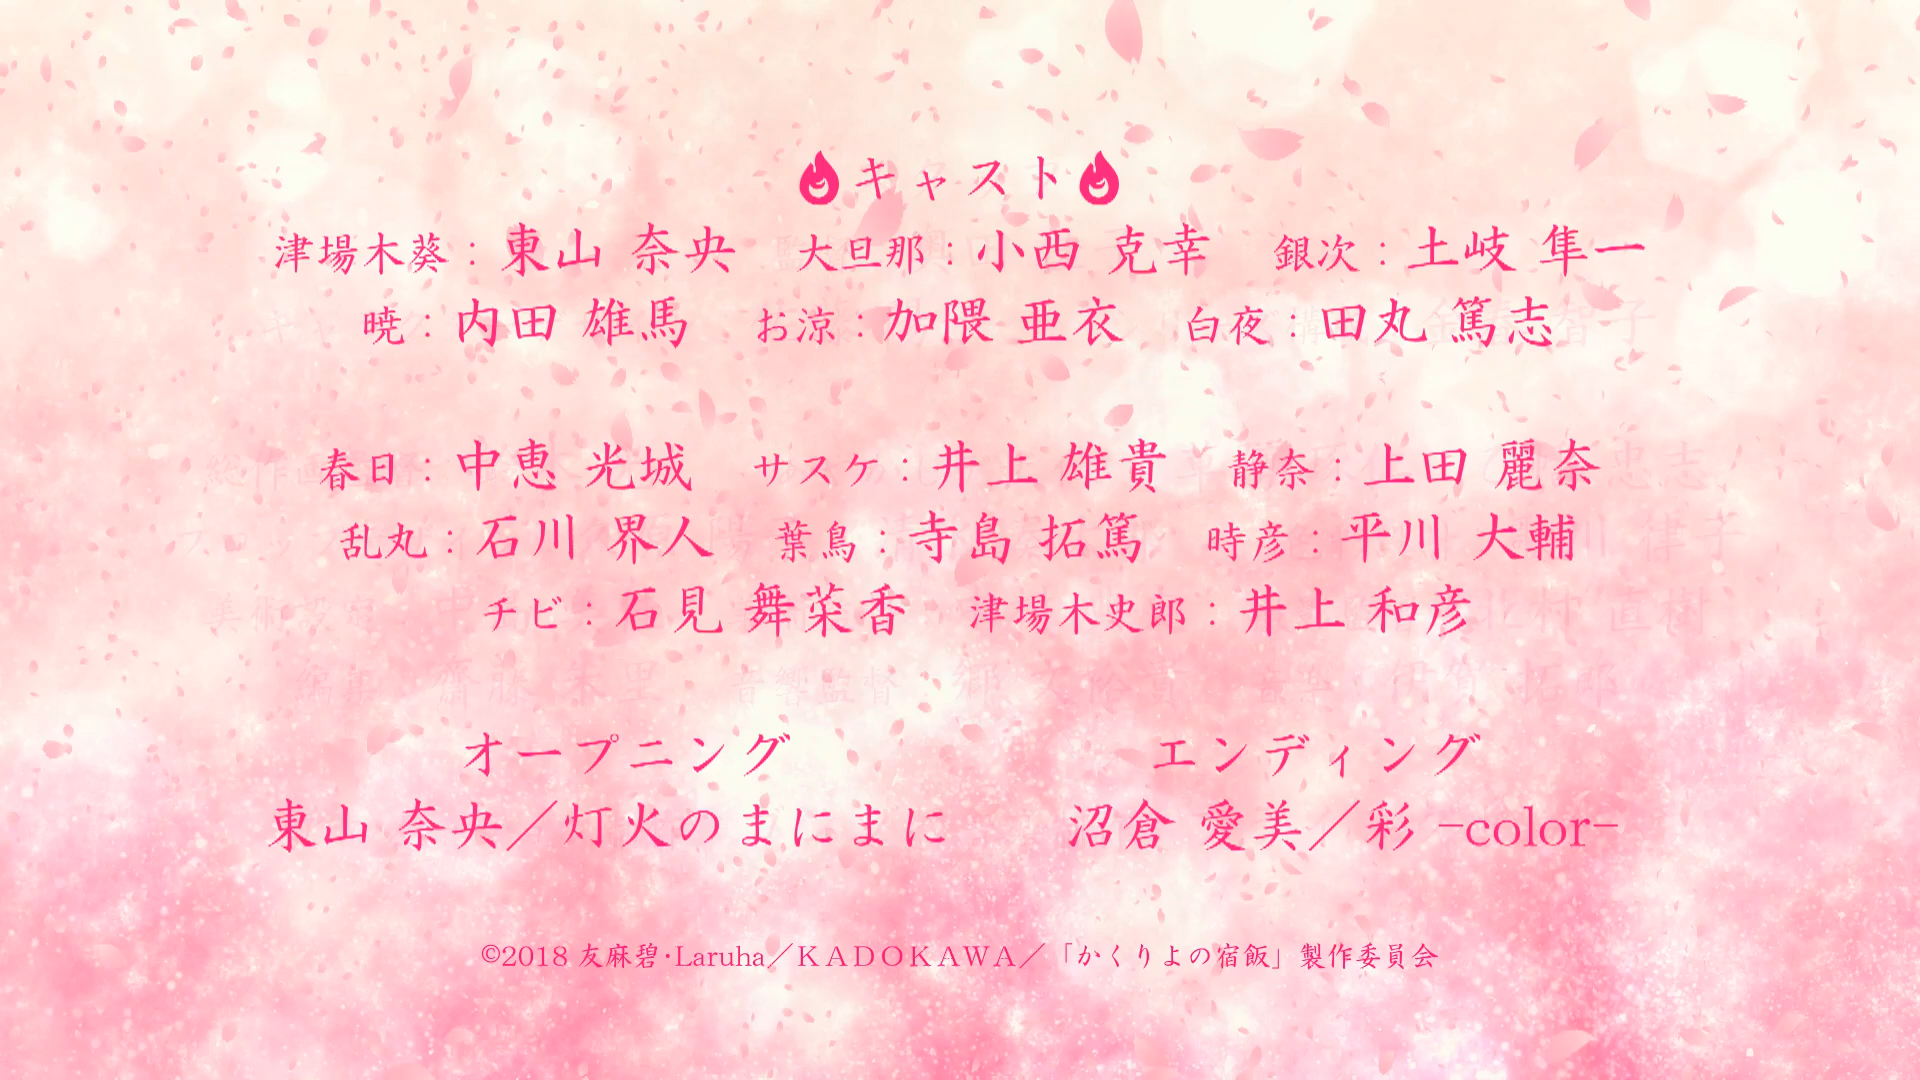 キャスト
津場木葵：東山 奈央　大旦那：小西 克幸　銀次：土岐 隼一
暁：内田 雄馬　お涼：加隈 亜衣　白夜：田丸 篤志
春日：中恵 光城　サスケ：井上 雄貴　静奈：上田 麗奈
乱丸：石川 界人　葉鳥：寺島 拓篤　時彦：平川 大輔
チビ：石見 舞菜香　津場木史郎：井上 和彦
オープニング　エンディング
東山 奈央／灯火のまにまに　沼倉 愛美／彩 -color-
©2018 友麻碧・Laruha／ＫＡＤＯＫＡＷＡ／「かくりよの宿飯」製作委員会